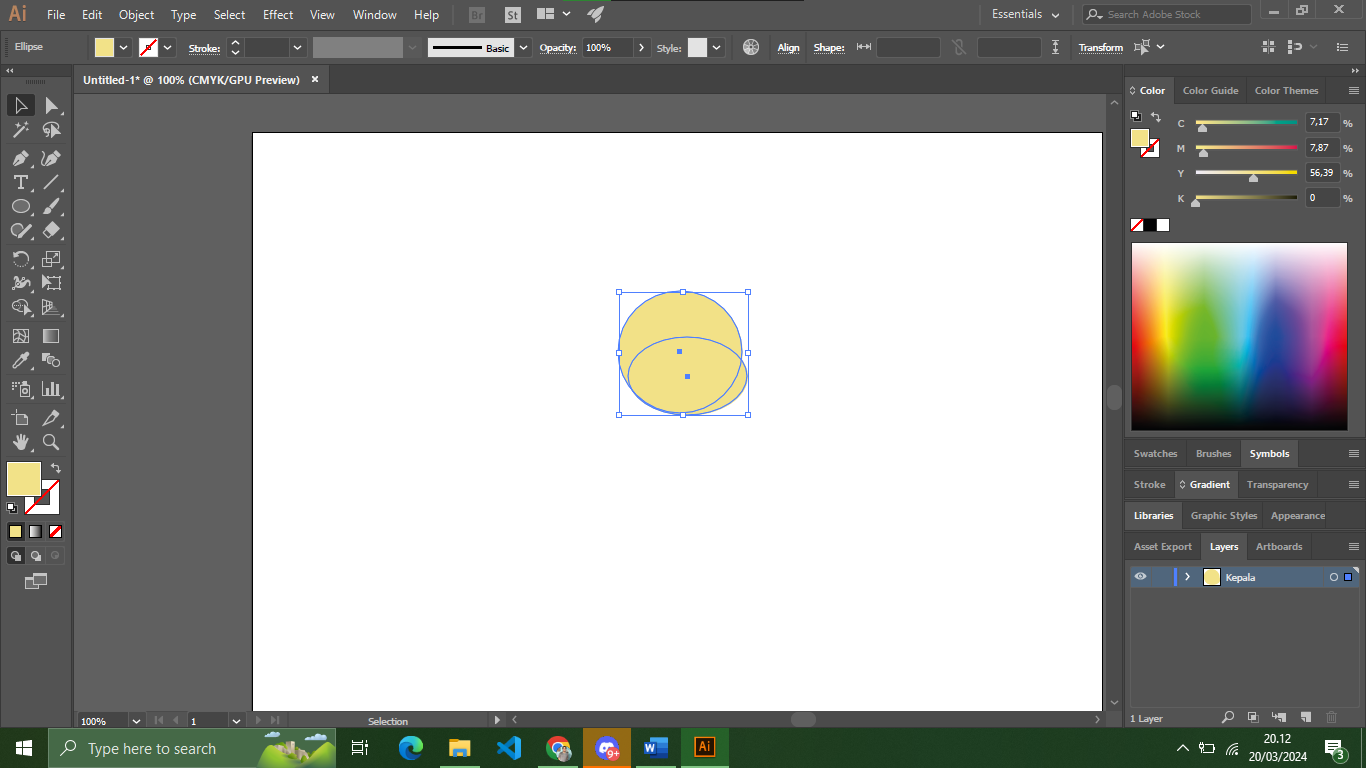 Ai File Edit Object Type Select Effect View Window Help Br St Essentials Search Adobe Stock
Ellipse Stroke: Basic Opacity: 100% Style: Align Shape: Transform
Untitled-1* @ 100% (CMYK/GPU Preview)
Color Color Guide Color Themes
C 7,17 %
M 7,87 %
Y 56,39 %
K 0 %
Swatches Brushes Symbols
Stroke Gradient Transparency
Libraries Graphic Styles Appearance
Asset Export Layers Artboards
Kepala
100% 1 Selection
1 Layer
Type here to search
9+
W
Ai
20.12
20/03/2024
3